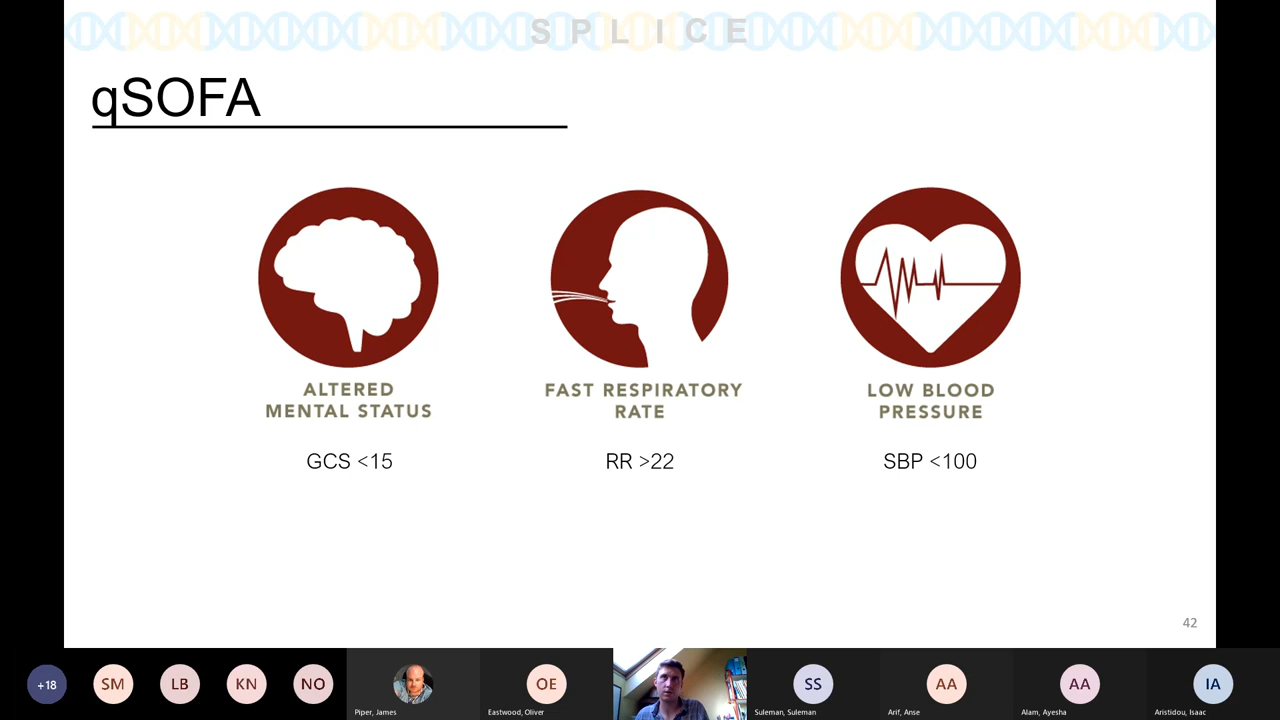 S P L I C E
qSOFA
ALTERED
MENTAL STATUS
FAST RESPIRATORY
RATE
LOW BLOOD
PRESSURE
GCS <15
RR >22
SBP <100
42
+18
SM
LB
KN
NO
OE
SS
AA
AA
IA
Piper, James
Eastwood, Oliver
Suleman, Suleman
Arif, Anse
Alam, Ayesha
Aristidou, Isaac